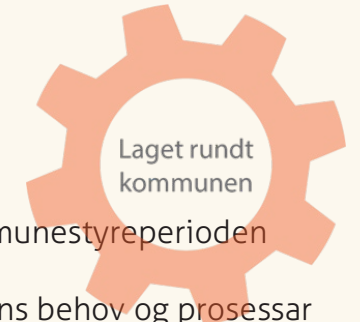 Laget rundt
kommunen
munestyreperioden
ns behov og prosessar